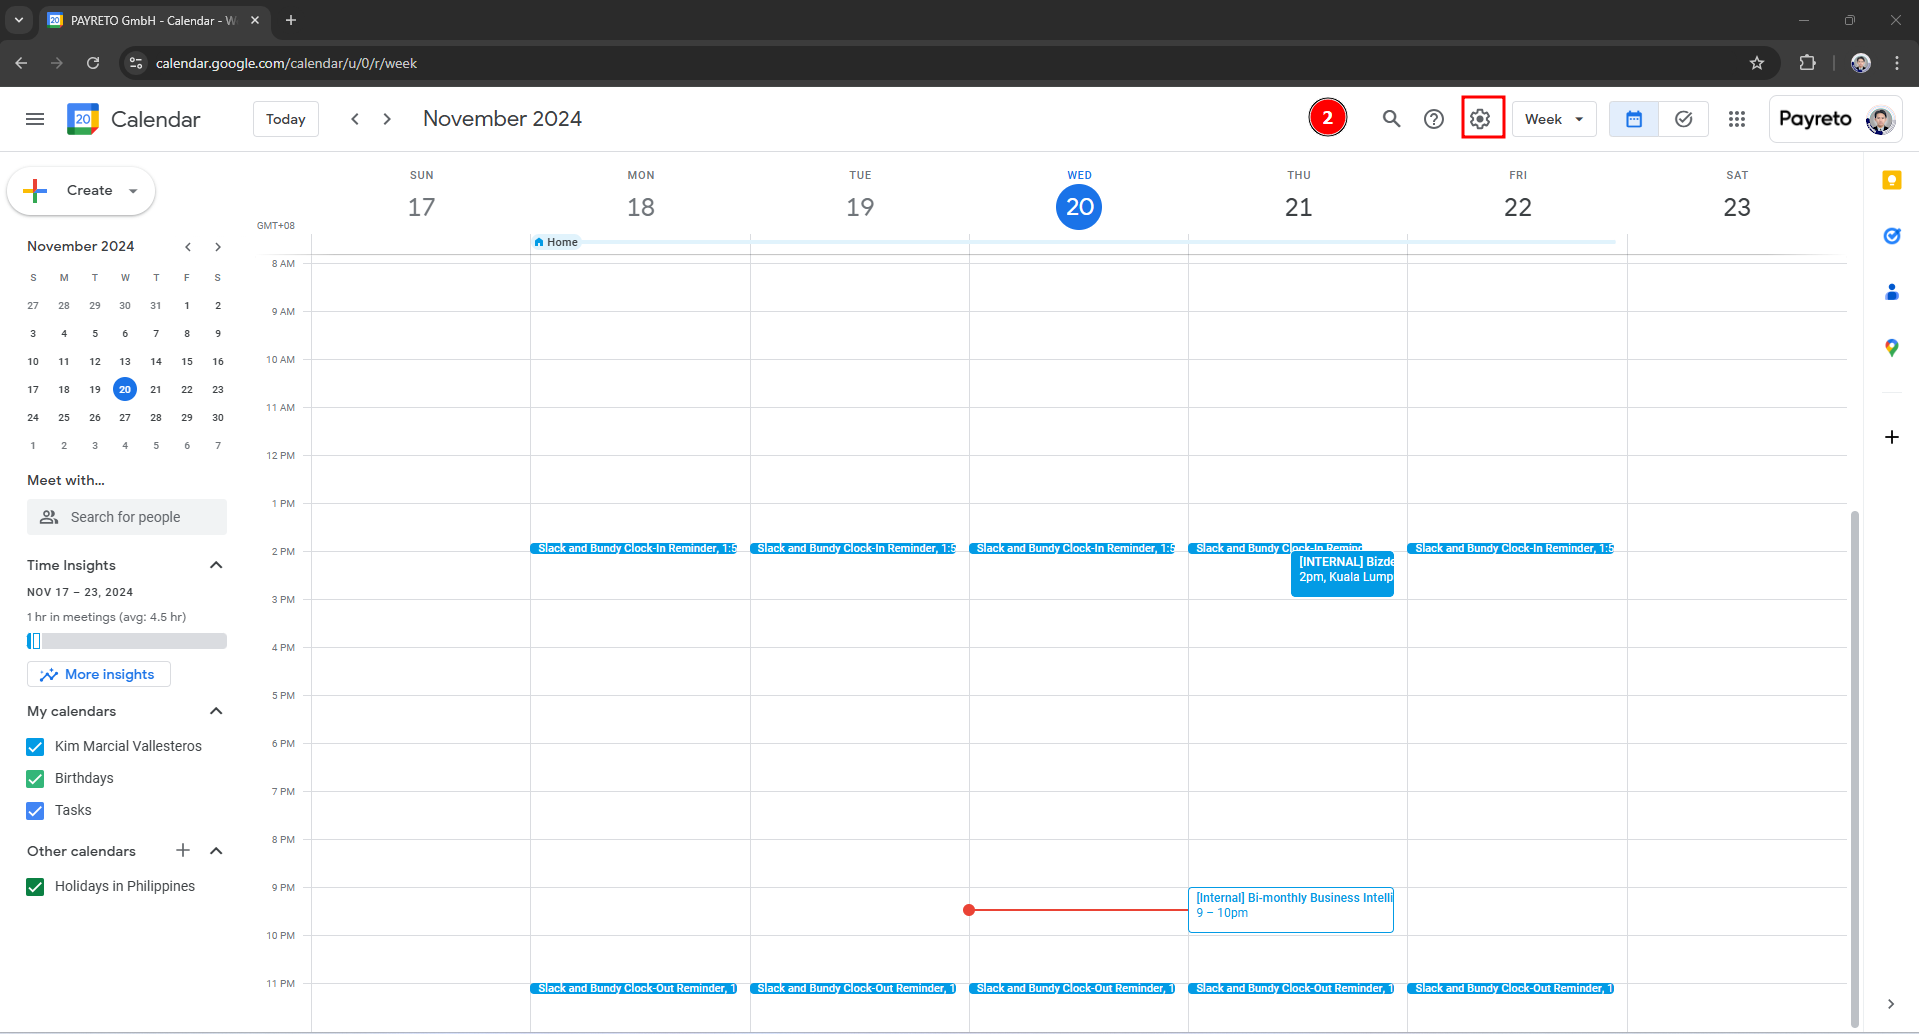 PAYRETO GmbH - Calendar - W
calendar.google.com/calendar/u/0/r/week
20
Calendar
Today
November 2024
2
Week
Payreto
Create
GMT+08
SUN
17
MON
18
TUE
19
WED
20
THU
21
FRI
22
SAT
23
Home
November 2024
S M T W T F S
27 28 29 30 31 1 2
3 4 5 6 7 8 9
10 11 12 13 14 15 16
17 18 19 20 21 22 23
24 25 26 27 28 29 30
1 2 3 4 5 6 7
Meet with...
Search for people
Time Insights
NOV 17 – 23, 2024
1 hr in meetings (avg: 4.5 hr)
More insights
My calendars
Kim Marcial Vallesteros
Birthdays
Tasks
Other calendars
Holidays in Philippines
8 AM
9 AM
10 AM
11 AM
12 PM
1 PM
2 PM
3 PM
4 PM
5 PM
6 PM
7 PM
8 PM
9 PM
10 PM
11 PM
Slack and Bundy Clock-In Reminder, 1:5
Slack and Bundy Clock-In Reminder, 1:5
Slack and Bundy Clock-In Reminder, 1:5
Slack and Bundy Clock-In Remind
Slack and Bundy Clock-In Reminder, 1:5
[INTERNAL] Bizde
2pm, Kuala Lump
[Internal] Bi-monthly Business Intelli
9 – 10pm
Slack and Bundy Clock-Out Reminder, 1
Slack and Bundy Clock-Out Reminder, 1
Slack and Bundy Clock-Out Reminder, 1
Slack and Bundy Clock-Out Reminder, 1
Slack and Bundy Clock-Out Reminder, 1